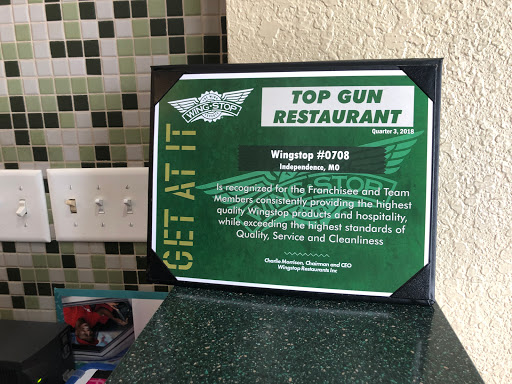 WING·STOP
GET AT IT
TOP GUN
RESTAURANT
Quarter 3, 2018
Wingstop #0708
Independence, MO
Is recognized for the Franchisee and Team
Members consistently providing the highest
quality Wingstop products and hospitality,
while exceeding the highest standards of
Quality, Service and Cleanliness
Charlie Morrison, Chairman and CEO
Wingstop Restaurants Inc